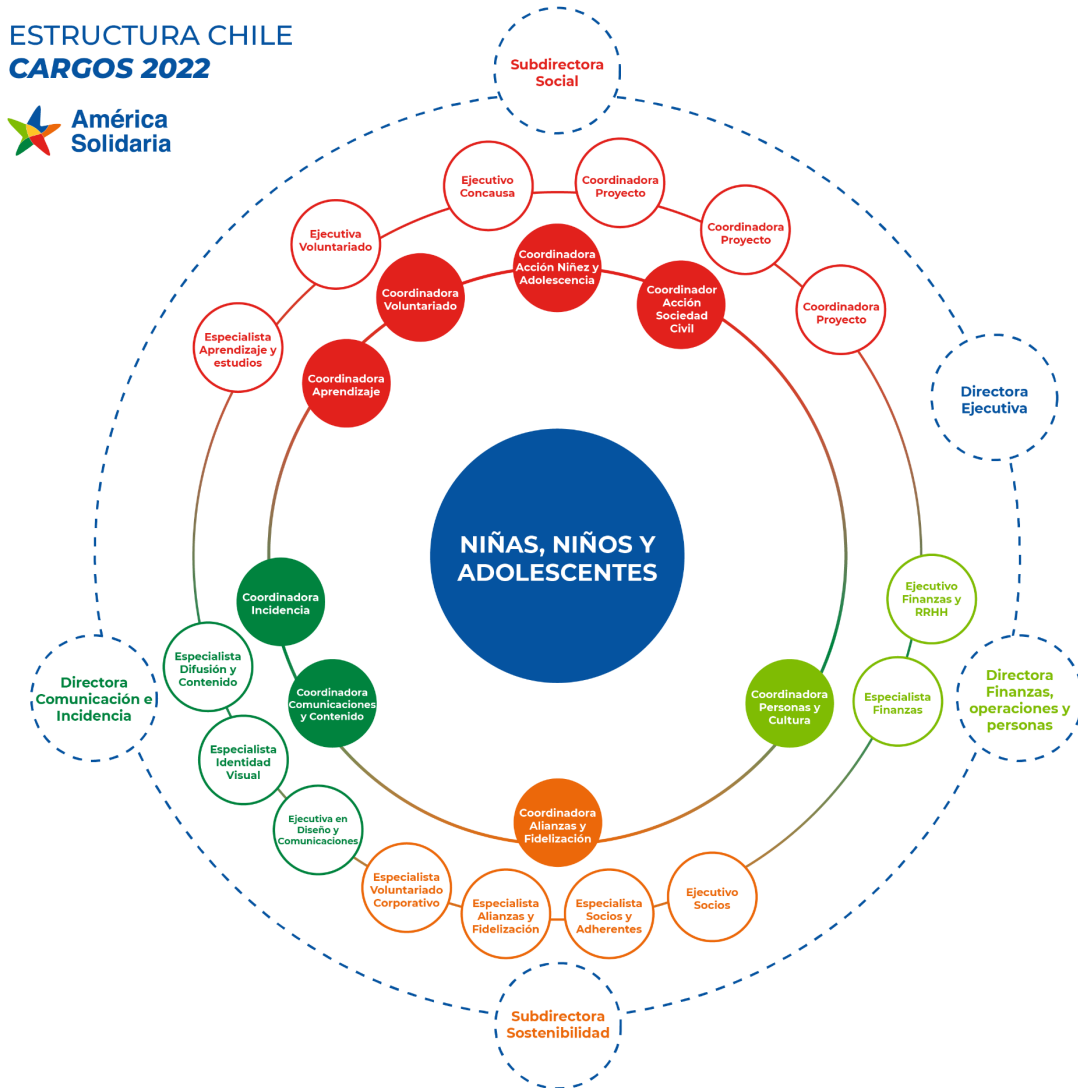 ESTRUCTURA CHILE
CARGOS 2022
América
Solidaria
Subdirectora
Social
Ejecutivo
Concausa
Coordinadora
Proyecto
Ejecutiva
Voluntariado
Coordinadora
Proyecto
Coordinadora
Acción Niñez y
Adolescencia
Coordinadora
Voluntariado
Coordinador
Acción
Sociedad
Civil
Coordinadora
Proyecto
Especialista
Aprendizaje y
estudios
Coordinadora
Aprendizaje
Directora
Ejecutiva
NIÑAS, NIÑOS Y
ADOLESCENTES
Coordinadora
Incidencia
Ejecutivo
Finanzas y
RRHH
Especialista
Difusión y
Contenido
Directora
Comunicación e
Incidencia
Coordinadora
Comunicaciones
y Contenido
Coordinadora
Personas y
Cultura
Especialista
Finanzas
Directora
Finanzas,
operaciones y
personas
Especialista
Identidad
Visual
Ejecutiva en
Diseño y
Comunicaciones
Coordinadora
Alianzas y
Fidelización
Especialista
Voluntariado
Corporativo
Especialista
Alianzas y
Fidelización
Especialista
Socios y
Adherentes
Ejecutivo
Socios
Subdirectora
Sostenibilidad